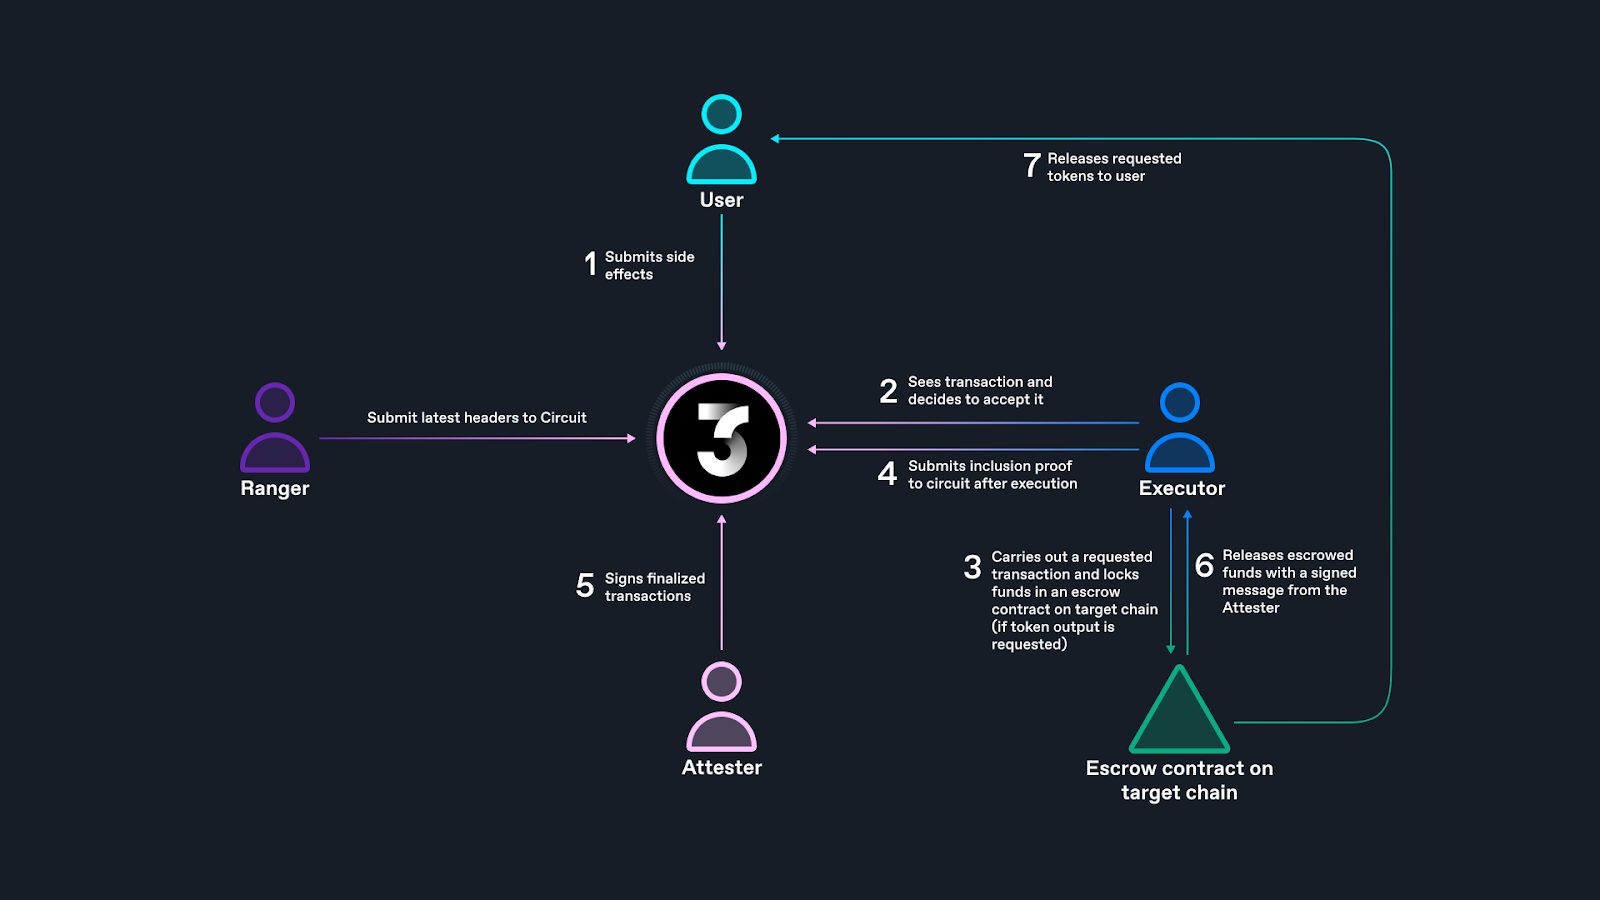 7 Releases requested
tokens to user
User
1 Submits side
effects
2 Sees transaction and
decides to accept it
Submit latest headers to Circuit
3
4 Submits inclusion proof
to circuit after execution
Ranger
Executor
3 Carries out a requested
transaction and locks
funds in an escrow
contract on target chain
(if token output is
requested)
6 Releases escrowed
funds with a signed
message from the
Attester
5 Signs finalized
transactions
Attester
Escrow contract on
target chain